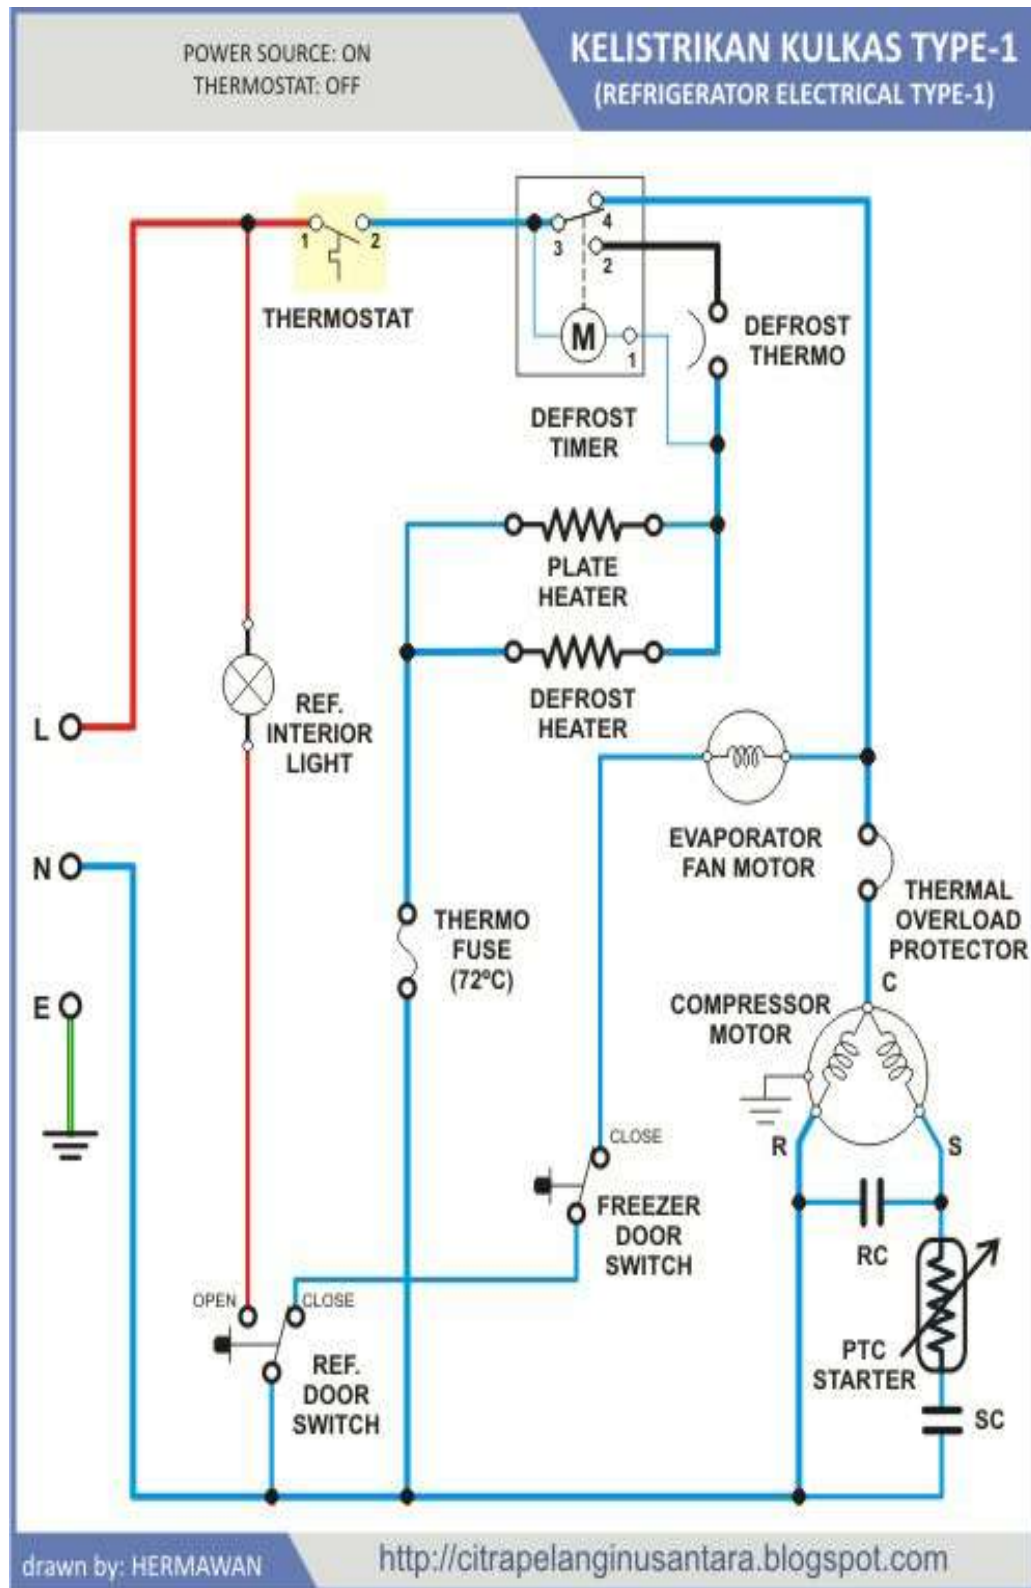 POWER SOURCE: ON
THERMOSTAT: OFF
KELISTRIKAN KULKAS TYPE-1
(REFRIGERATOR ELECTRICAL TYPE-1)
1
2
THERMOSTAT
3
4
2
M
1
DEFROST
TIMER
DEFROST
THERMO
PLATE
HEATER
DEFROST
HEATER
REF.
INTERIOR
LIGHT
L
N
E
EVAPORATOR
FAN MOTOR
THERMO
FUSE
(72ºC)
THERMAL
OVERLOAD
PROTECTOR
C
COMPRESSOR
MOTOR
R
S
CLOSE
FREEZER
DOOR
SWITCH
RC
OPEN
CLOSE
REF.
DOOR
SWITCH
PTC
STARTER
SC
drawn by: HERMAWAN
http://citrapelanginusantara.blogspot.com